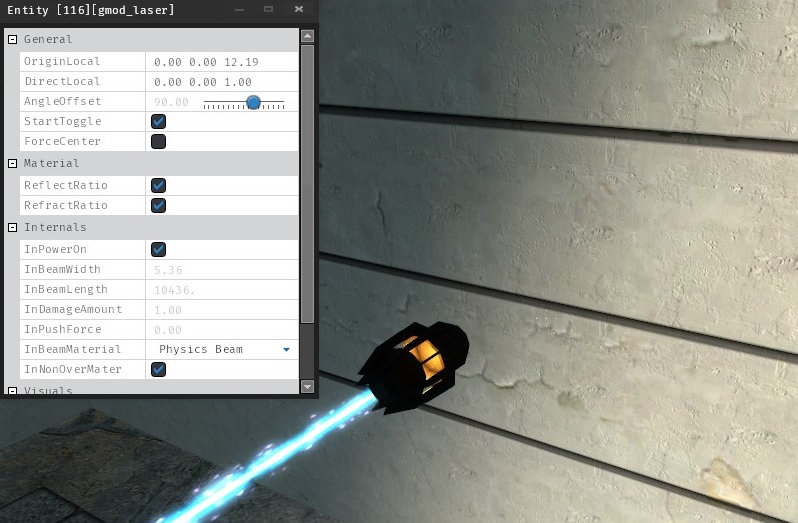 Entity [116][gmod_laser]
General
OriginLocal 0.00 0.00 12.19
DirectLocal 0.00 0.00 1.00
AngleOffset 90.00
StartToggle
ForceCenter
Material
ReflectRatio
RefractRatio
Internals
InPowerOn
InBeamWidth 5.36
InBeamLength 10436.
InDamageAmount 1.00
InPushForce 0.00
InBeamMaterial Physics Beam
InNonOverMater
Visuals